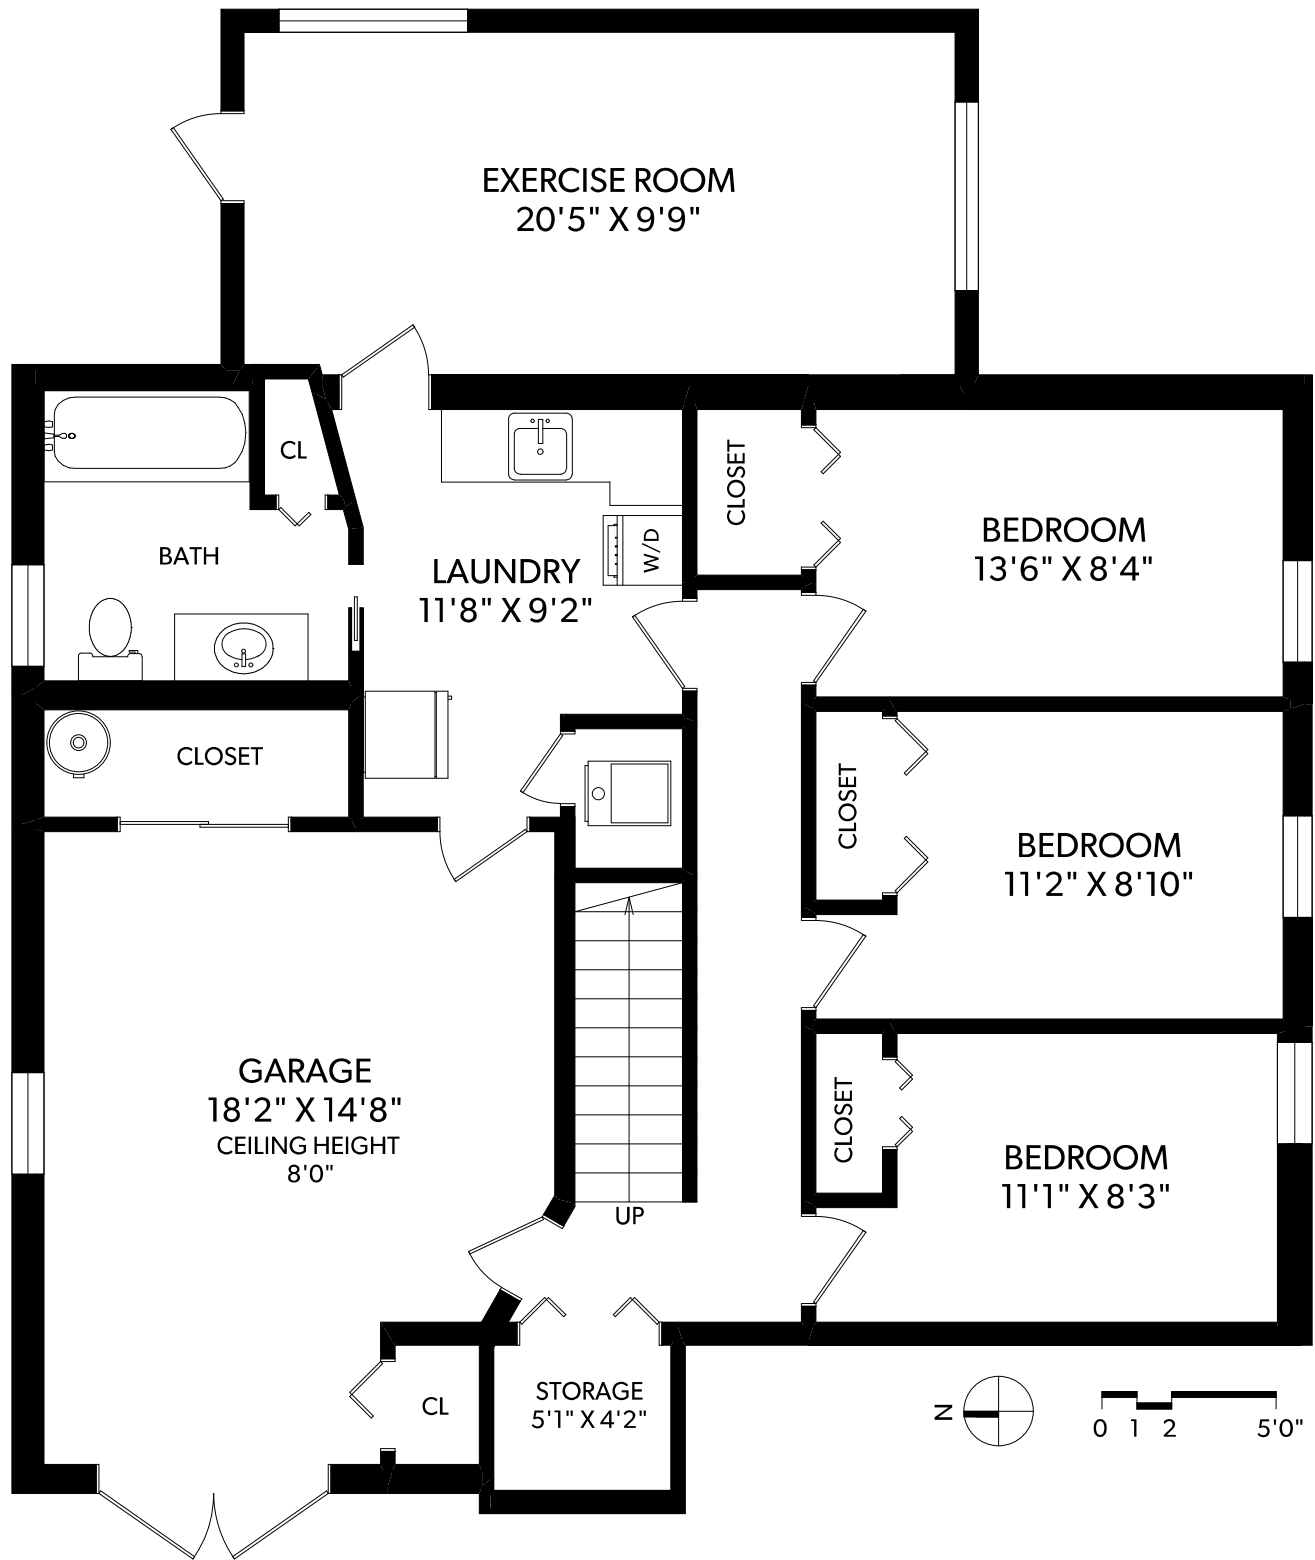 EXERCISE ROOM
20'5" X 9'9"
CL
CLOSET
BATH
W/D
LAUNDRY
11'8" X 9'2"
BEDROOM
13'6" X 8'4"
CLOSET
CLOSET
BEDROOM
11'2" X 8'10"
GARAGE
18'2" X 14'8"
CEILING HEIGHT
8'0"
CLOSET
BEDROOM
11'1" X 8'3"
UP
CL
STORAGE
5'1" X 4'2"
N
0 1 2 5'0"